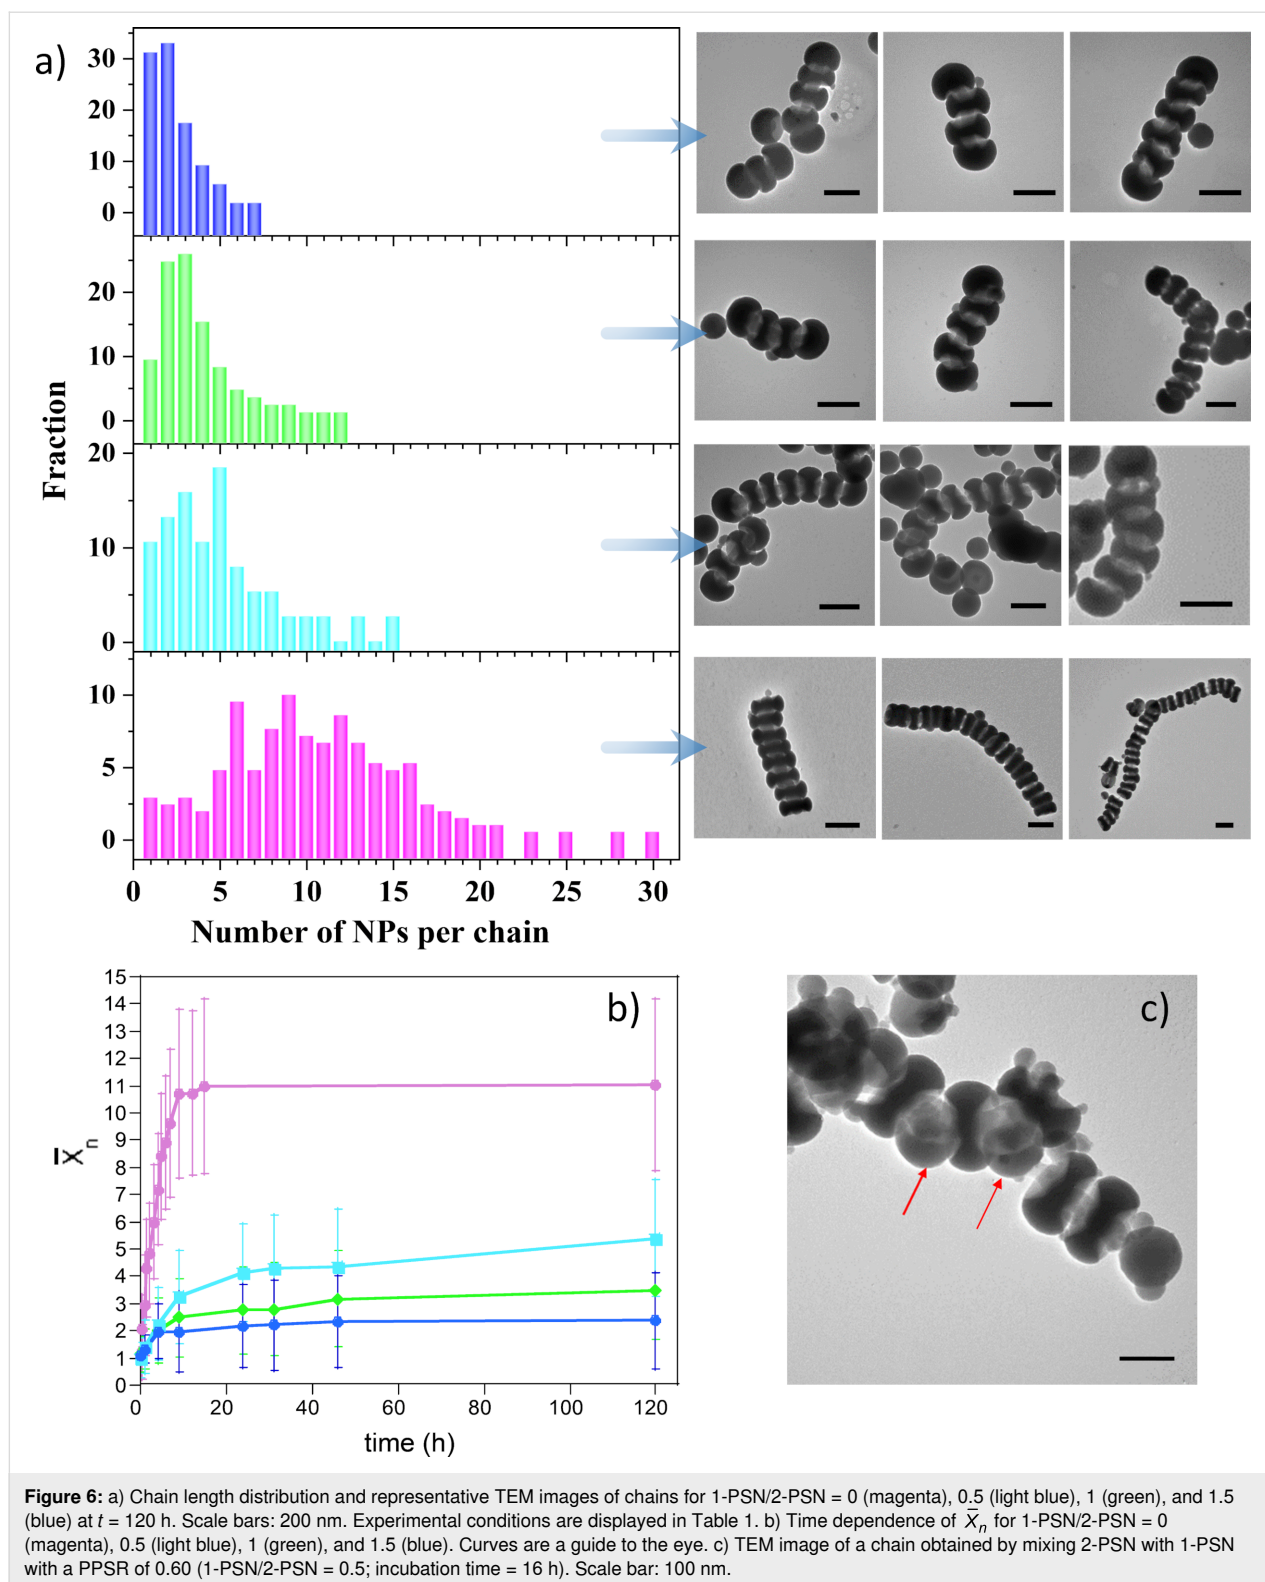 a)
30
20
10
0
20
10
0
20
10
0
10
5
0
Fraction
0 5 10 15 20 25 30
Number of NPs per chain
b)
15
14
13
12
11
10
9
8
7
6
5
4
3
2
1
0
X̄n
0 20 40 60 80 100 120
time (h)
c)
Figure 6: a) Chain length distribution and representative TEM images of chains for 1-PSN/2-PSN = 0 (magenta), 0.5 (light blue), 1 (green), and 1.5
(blue) at t = 120 h. Scale bars: 200 nm. Experimental conditions are displayed in Table 1. b) Time dependence of X̄n for 1-PSN/2-PSN = 0
(magenta), 0.5 (light blue), 1 (green), and 1.5 (blue). Curves are a guide to the eye. c) TEM image of a chain obtained by mixing 2-PSN with 1-PSN
with a PPSR of 0.60 (1-PSN/2-PSN = 0.5; incubation time = 16 h). Scale bar: 100 nm.